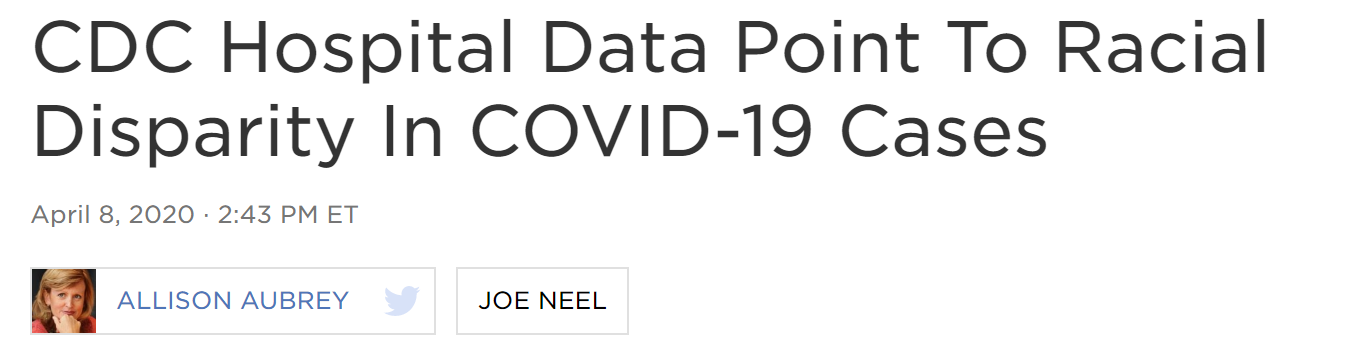 CDC Hospital Data Point To Racial
Disparity In COVID-19 Cases
April 8, 2020 · 2:43 PM ET
ALLISON AUBREY
JOE NEEL